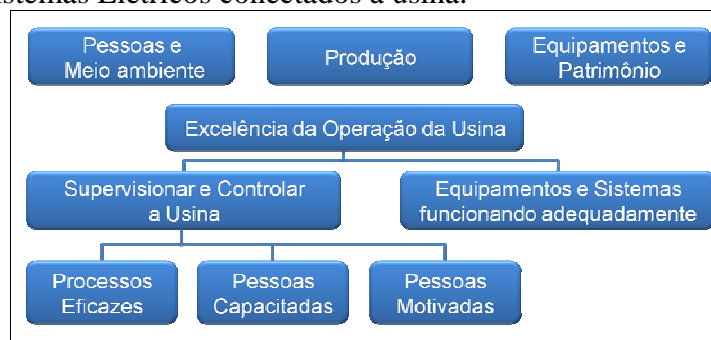 sistemas Elétricos conectados à usina.
Pessoas e
Meio ambiente
Produção
Equipamentos e
Patrimônio
Excelência da Operação da Usina
Supervisionar e Controlar
a Usina
Equipamentos e Sistemas
funcionando adequadamente
Processos
Eficazes
Pessoas
Capacitadas
Pessoas
Motivadas